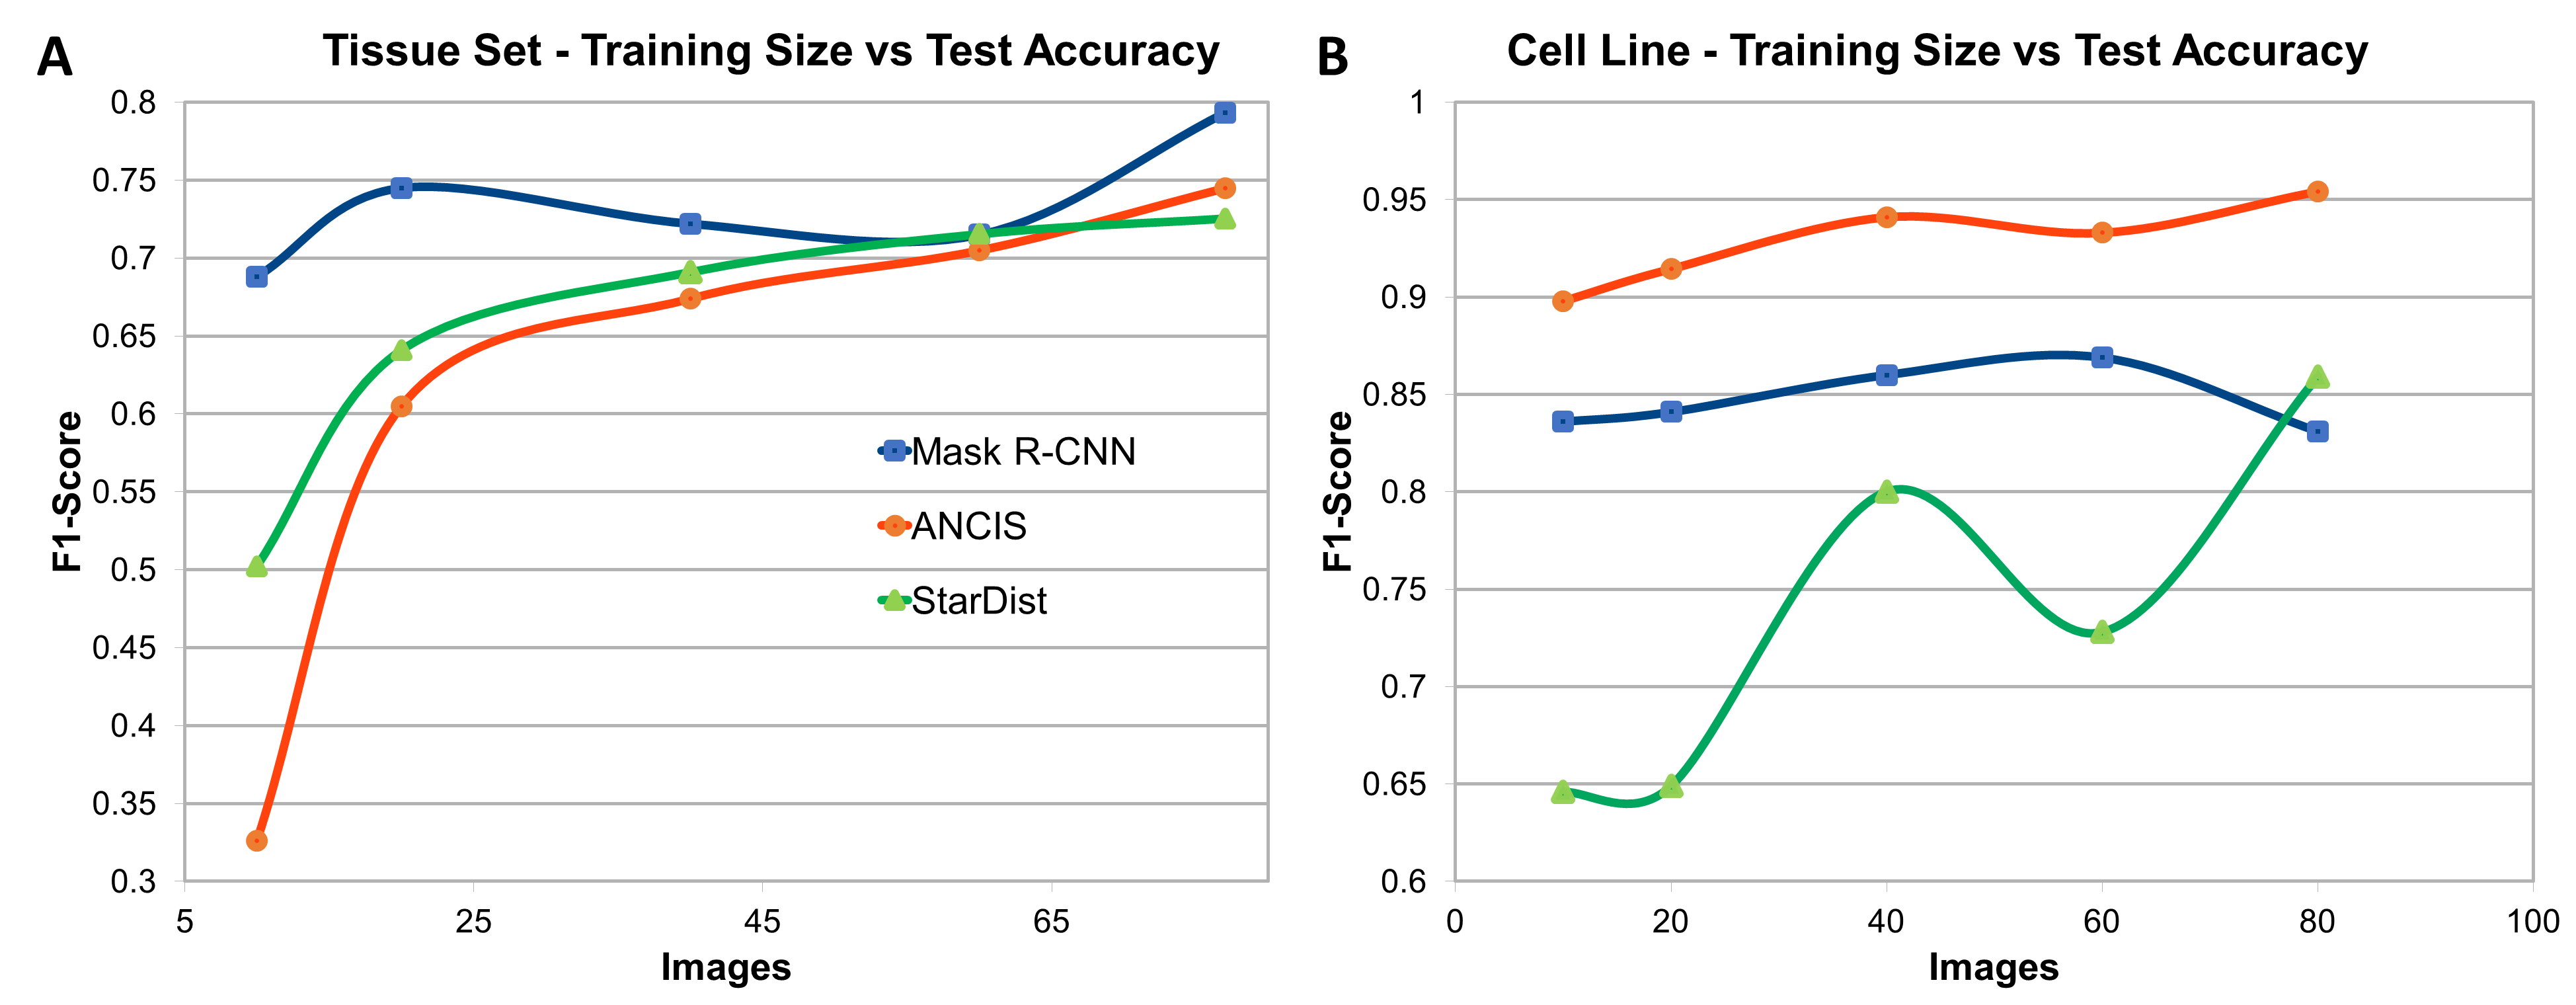 A
Tissue Set - Training Size vs Test Accuracy
0.8
0.75
0.7
0.65
0.6
0.55
0.5
0.45
0.4
0.35
0.3
F1-Score
Mask R-CNN
ANCIS
StarDist
5 25 45 65
Images
B
Cell Line - Training Size vs Test Accuracy
1
0.95
0.9
0.85
0.8
0.75
0.7
0.65
0.6
F1-Score
0 20 40 60 80 100
Images